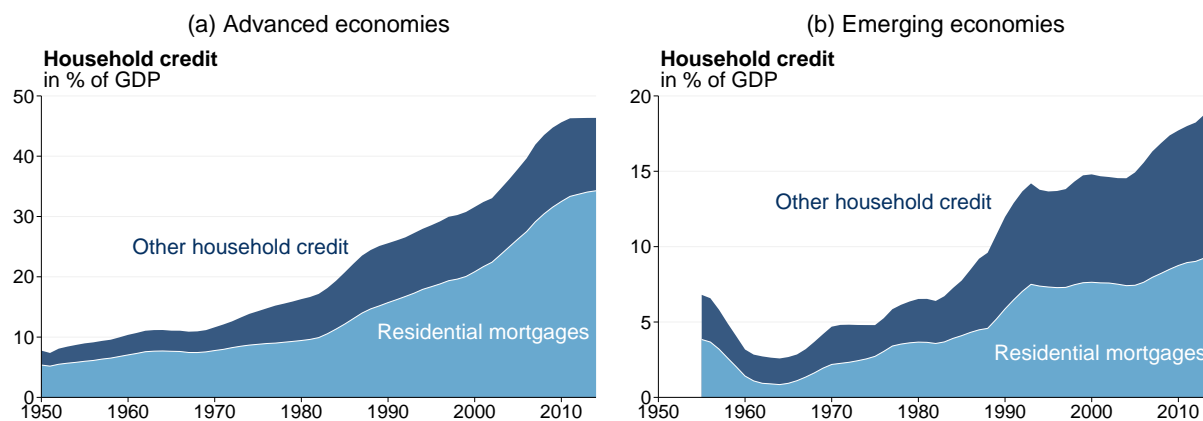 (a) Advanced economies
Household credit
in % of GDP
50
40
30
20
10
0
Other household credit
Residential mortgages
1950 1960 1970 1980 1990 2000 2010
(b) Emerging economies
Household credit
in % of GDP
20
15
10
5
0
Other household credit
Residential mortgages
1950 1960 1970 1980 1990 2000 2010